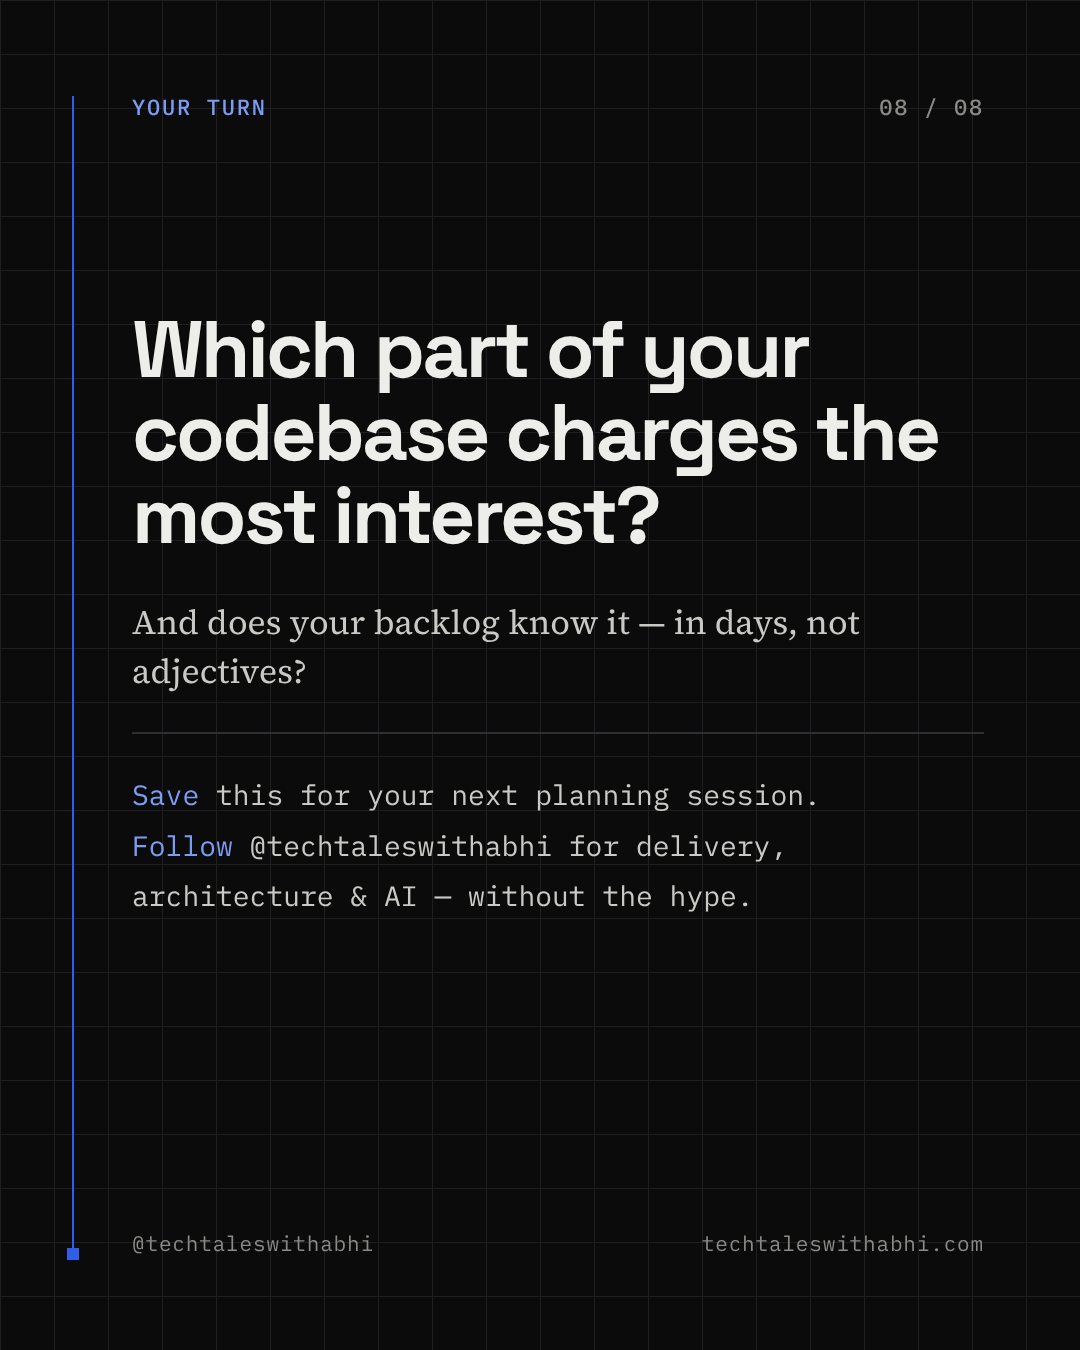 YOUR TURN
08 / 08
Which part of your
codebase charges the
most interest?
And does your backlog know it — in days, not
adjectives?
Save this for your next planning session.
Follow @techtaleswithabhi for delivery,
architecture & AI — without the hype.
@techtaleswithabhi
techtaleswithabhi.com